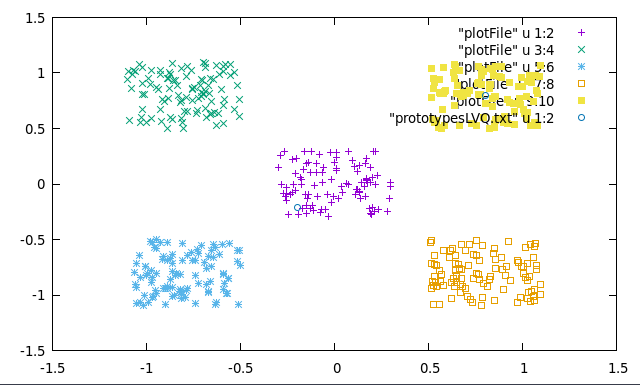 1.5
"plotFile" u 1:2
"plotFile" u 3:4
"plotFile" u 5:6
1
7:8
"prototypesLVQ.txt" u 1:2
0.5
0
-0.5
-1
-1.5
-1.5 -1 -0.5 0 0.5 1 1.5